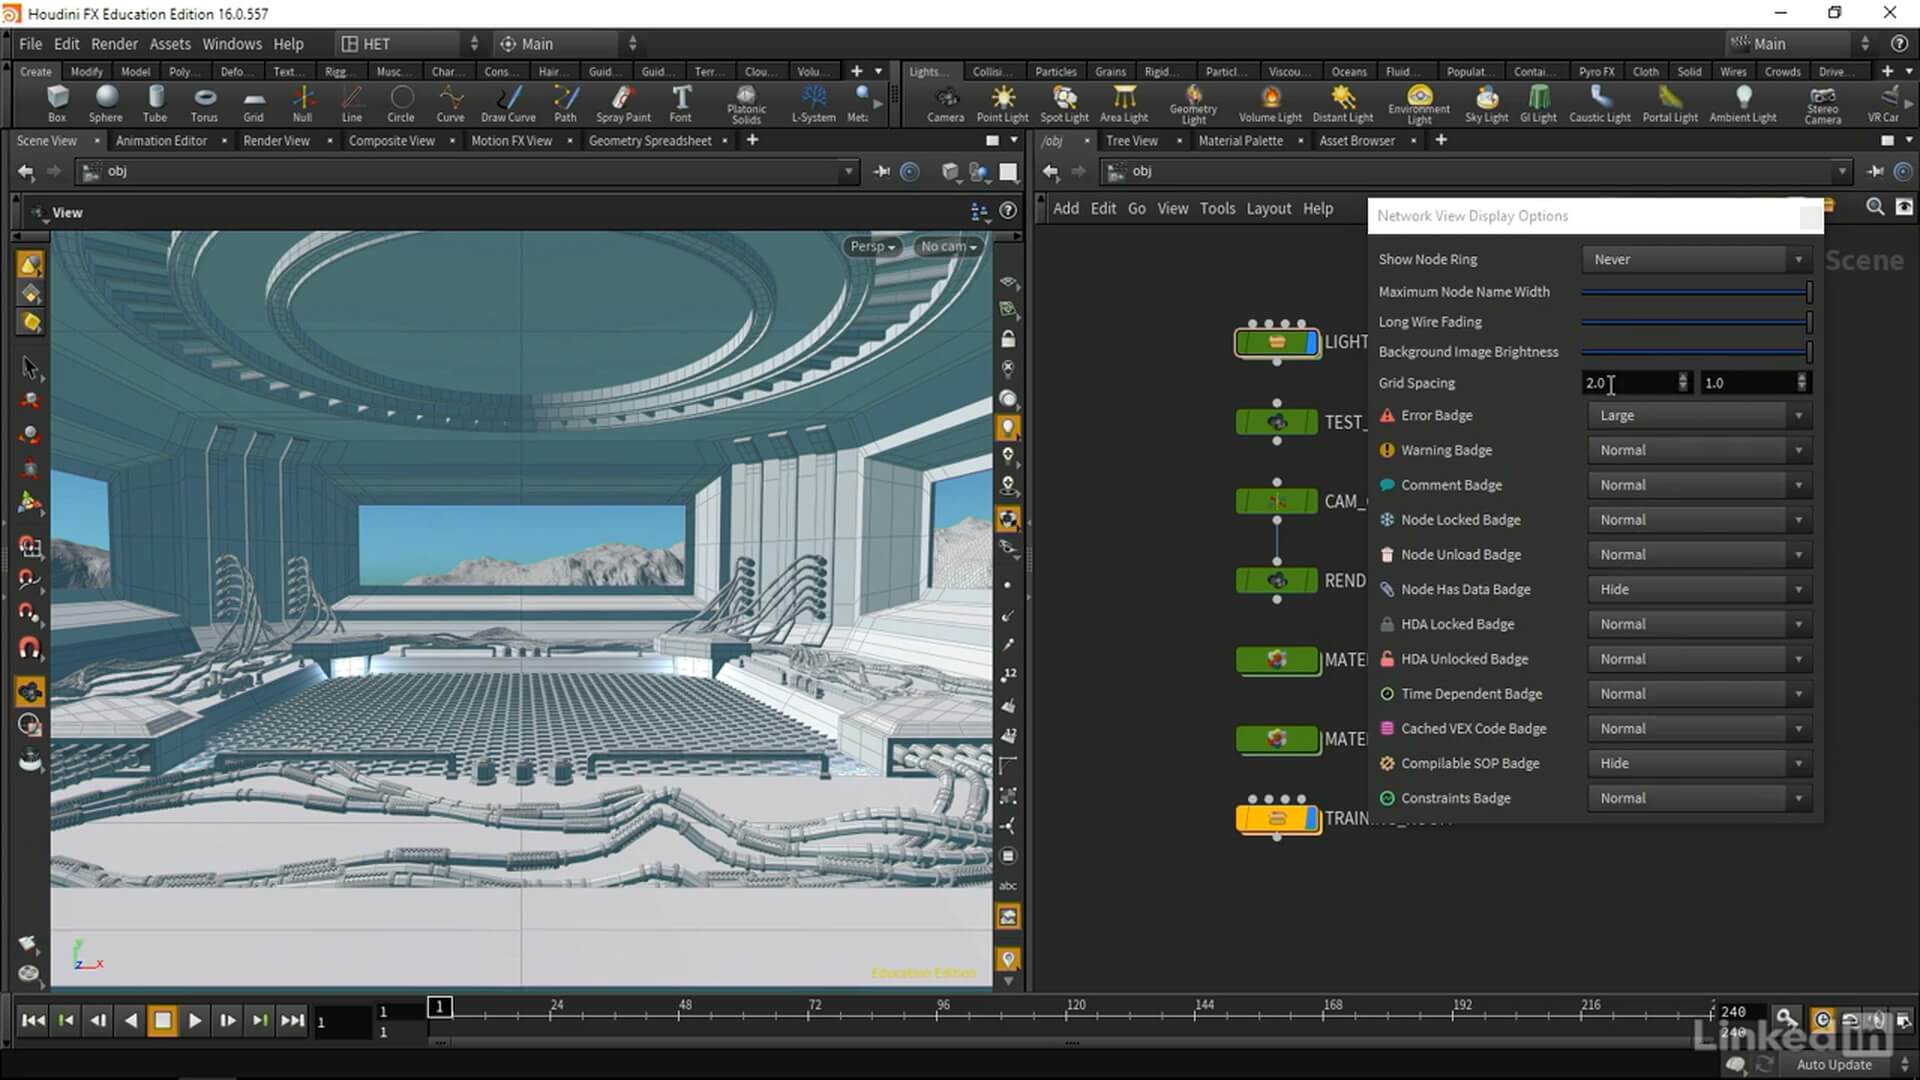 Houdini FX Education Edition 16.0.557
File Edit Render Assets Windows Help HET Main Main
Create Modify Model Poly... Defo... Text... Rigg... Musc... Char... Cons... Hair... Guid... Guid... Terr... Clou... Volu... Lights... Collisi... Particles Grains Rigid... Particl... Viscou... Oceans Fluid... Populat... Contai... Pyro FX Cloth Solid Wires Crowds Drive...
Box Sphere Tube Torus Grid Null Line Circle Curve Draw Curve Path Spray Paint Font Platonic Solids L-System Meta
Camera Point Light Spot Light Area Light Geometry Light Volume Light Distant Light Environment Light Sky Light GI Light Caustic Light Portal Light Ambient Light Stereo Camera VR Car
Scene View Animation Editor Render View Composite View Motion FX View Geometry Spreadsheet /obj Tree View Material Palette Asset Browser
obj obj
View
Add Edit Go View Tools Layout Help
Persp No cam
Network View Display Options
Scene
Show Node Ring Never
Maximum Node Name Width
Long Wire Fading
Background Image Brightness
Grid Spacing 2.0 1.0
Error Badge Large
Warning Badge Normal
Comment Badge Normal
Node Locked Badge Normal
Node Unload Badge Normal
Node Has Data Badge Hide
HDA Locked Badge Normal
HDA Unlocked Badge Normal
Time Dependent Badge Normal
Cached VEX Code Badge Normal
Compilable SOP Badge Hide
Constraints Badge Normal
LIGHT
TEST_
CAM_
REND
MATE
MATE
12
12
abc
y
z x
Education Edition
1 1 1
1
24 48 72 96 120 144 168 192 216 2
240
240
LinkedIn
Auto Update